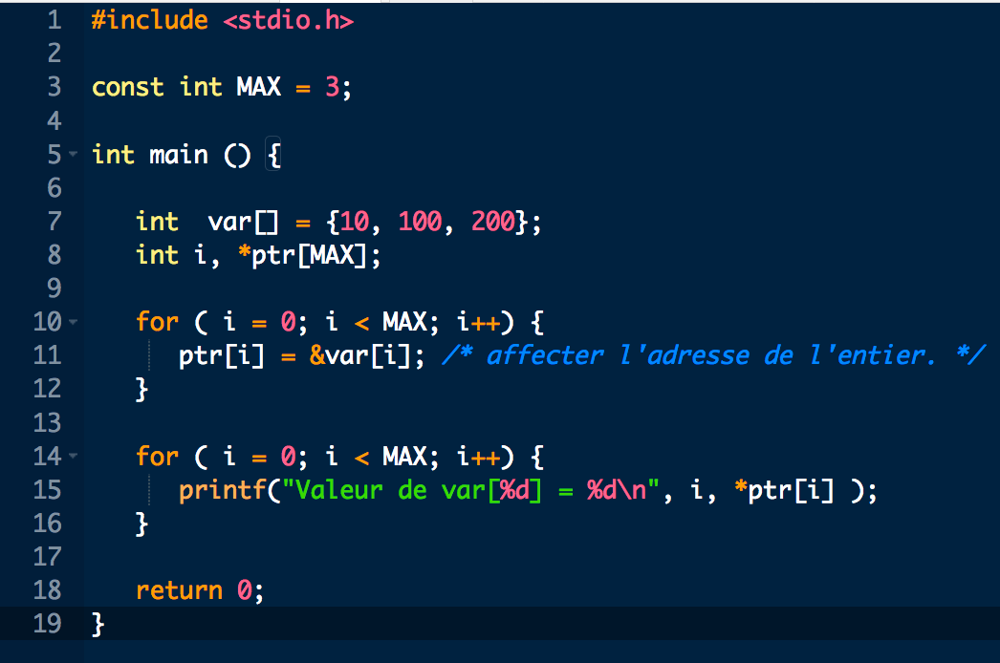 1 #include <stdio.h>
2
3 const int MAX = 3;
4
5 int main () {
6
7    int  var[] = {10, 100, 200};
8    int i, *ptr[MAX];
9
10    for ( i = 0; i < MAX; i++) {
11       ptr[i] = &var[i]; /* affecter l'adresse de l'entier. */
12    }
13
14    for ( i = 0; i < MAX; i++) {
15       printf("Valeur de var[%d] = %d\n", i, *ptr[i] );
16    }
17
18    return 0;
19 }